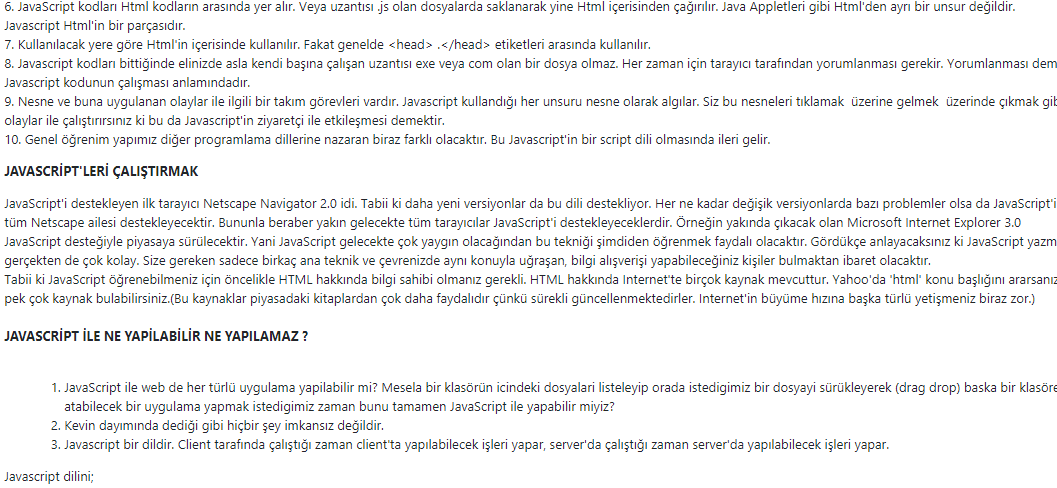 6. JavaScript kodları Html kodların arasında yer alır. Veya uzantısı .js olan dosyalarda saklanarak yine Html içerisinden çağırılır. Java Appletleri gibi Html'den ayrı bir unsur değildir.
Javascript Html'in bir parçasıdır.
7. Kullanılacak yere göre Html'in içerisinde kullanılır. Fakat genelde <head> .</head> etiketleri arasında kullanılır.
8. Javascript kodları bittiğinde elinizde asla kendi başına çalışan uzantısı exe veya com olan bir dosya olmaz. Her zaman için tarayıcı tarafından yorumlanması gerekir. Yorumlanması dem
Javascript kodunun çalışması anlamındadır.
9. Nesne ve buna uygulanan olaylar ile ilgili bir takım görevleri vardır. Javascript kullandığı her unsuru nesne olarak algılar. Siz bu nesneleri tıklamak  üzerine gelmek  üzerinde çıkmak gib
olaylar ile çalıştırırsınız ki bu da Javascript'in ziyaretçi ile etkileşmesi demektir.
10. Genel öğrenim yapımız diğer programlama dillerine nazaran biraz farklı olacaktır. Bu Javascript'in bir script dili olmasında ileri gelir.
JAVASCRİPT'LERİ ÇALIŞTIRMAK
JavaScript'i destekleyen ilk tarayıcı Netscape Navigator 2.0 idi. Tabii ki daha yeni versiyonlar da bu dili destekliyor. Her ne kadar değişik versiyonlarda bazı problemler olsa da JavaScript'i
tüm Netscape ailesi destekleyecektir. Bununla beraber yakın gelecekte tüm tarayıcılar JavaScript'i destekleyeceklerdir. Örneğin yakında çıkacak olan Microsoft Internet Explorer 3.0
JavaScript desteğiyle piyasaya sürülecektir. Yani JavaScript gelecekte çok yaygın olacağından bu tekniği şimdiden öğrenmek faydalı olacaktır. Gördükçe anlayacaksınız ki JavaScript yazm
gerçekten de çok kolay. Size gereken sadece birkaç ana teknik ve çevrenizde aynı konuyla uğraşan, bilgi alışverişi yapabileceğiniz kişiler bulmaktan ibaret olacaktır.
Tabii ki JavaScript öğrenebilmeniz için öncelikle HTML hakkında bilgi sahibi olmanız gerekli. HTML hakkında Internet'te birçok kaynak mevcuttur. Yahoo'da 'html' konu başlığını ararsanız
pek çok kaynak bulabilirsiniz.(Bu kaynaklar piyasadaki kitaplardan çok daha faydalıdır çünkü sürekli güncellenmektedirler. Internet'in büyüme hızına başka türlü yetişmeniz biraz zor.)
JAVASCRİPT İLE NE YAPİLABİLİR NE YAPILAMAZ ?
1. JavaScript ile web de her türlü uygulama yapilabilir mi? Mesela bir klasörün icindeki dosyalari listeleyip orada istedigimiz bir dosyayi sürükleyerek (drag drop) baska bir klasöre
atabilecek bir uygulama yapmak istedigimiz zaman bunu tamamen JavaScript ile yapabilir miyiz?
2. Kevin dayımında dediği gibi hiçbir şey imkansız değildir.
3. Javascript bir dildir. Client tarafında çalıştığı zaman client'ta yapılabilecek işleri yapar, server'da çalıştığı zaman server'da yapılabilecek işleri yapar.
Javascript dilini;